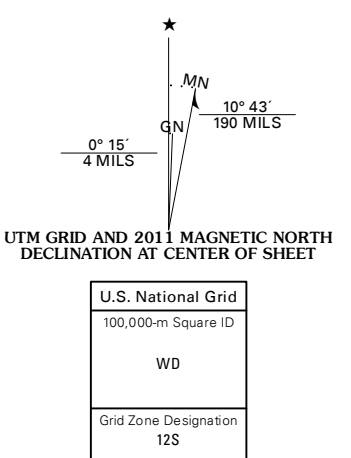 ★
MN
GN
10° 43´
190 MILS
0° 15´
4 MILS
UTM GRID AND 2011 MAGNETIC NORTH
DECLINATION AT CENTER OF SHEET
U.S. National Grid
100,000-m Square ID
WD
Grid Zone Designation
12S